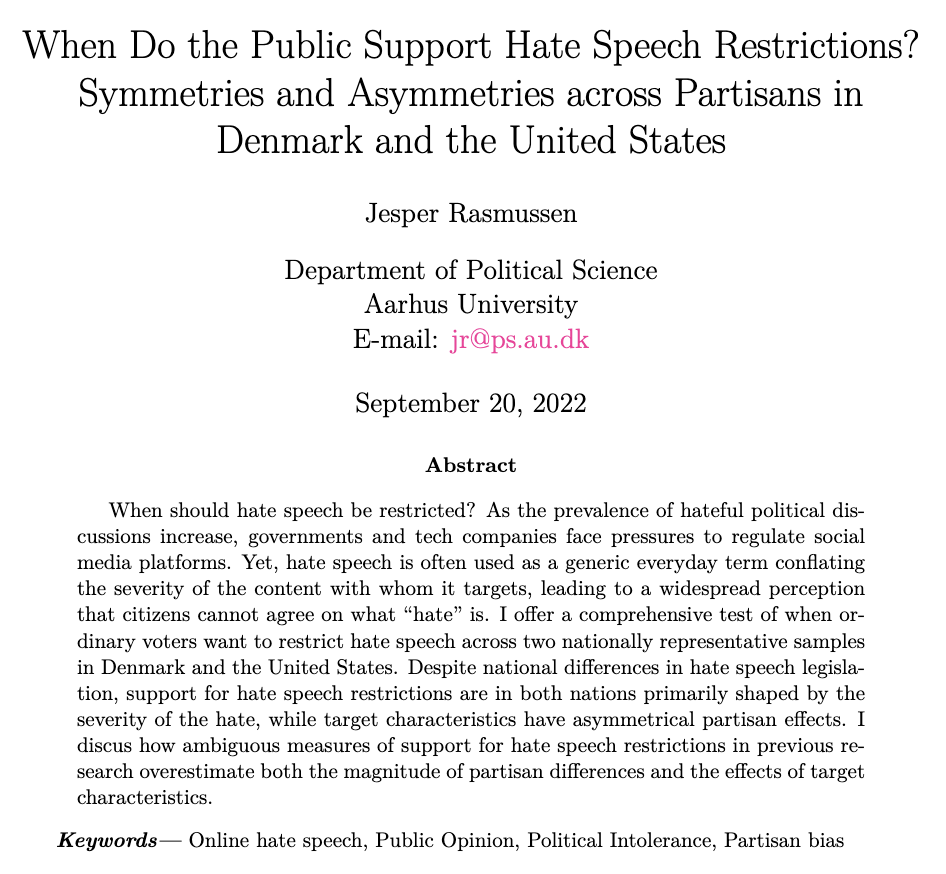 When Do the Public Support Hate Speech Restrictions?
Symmetries and Asymmetries across Partisans in
Denmark and the United States
Jesper Rasmussen
Department of Political Science
Aarhus University
E-mail: jr@ps.au.dk
September 20, 2022
Abstract
When should hate speech be restricted? As the prevalence of hateful political dis-
cussions increase, governments and tech companies face pressures to regulate social
media platforms. Yet, hate speech is often used as a generic everyday term conflating
the severity of the content with whom it targets, leading to a widespread perception
that citizens cannot agree on what “hate” is. I offer a comprehensive test of when or-
dinary voters want to restrict hate speech across two nationally representative samples
in Denmark and the United States. Despite national differences in hate speech legisla-
tion, support for hate speech restrictions are in both nations primarily shaped by the
severity of the hate, while target characteristics have asymmetrical partisan effects. I
discus how ambiguous measures of support for hate speech restrictions in previous re-
search overestimate both the magnitude of partisan differences and the effects of target
characteristics.
Keywords— Online hate speech, Public Opinion, Political Intolerance, Partisan bias